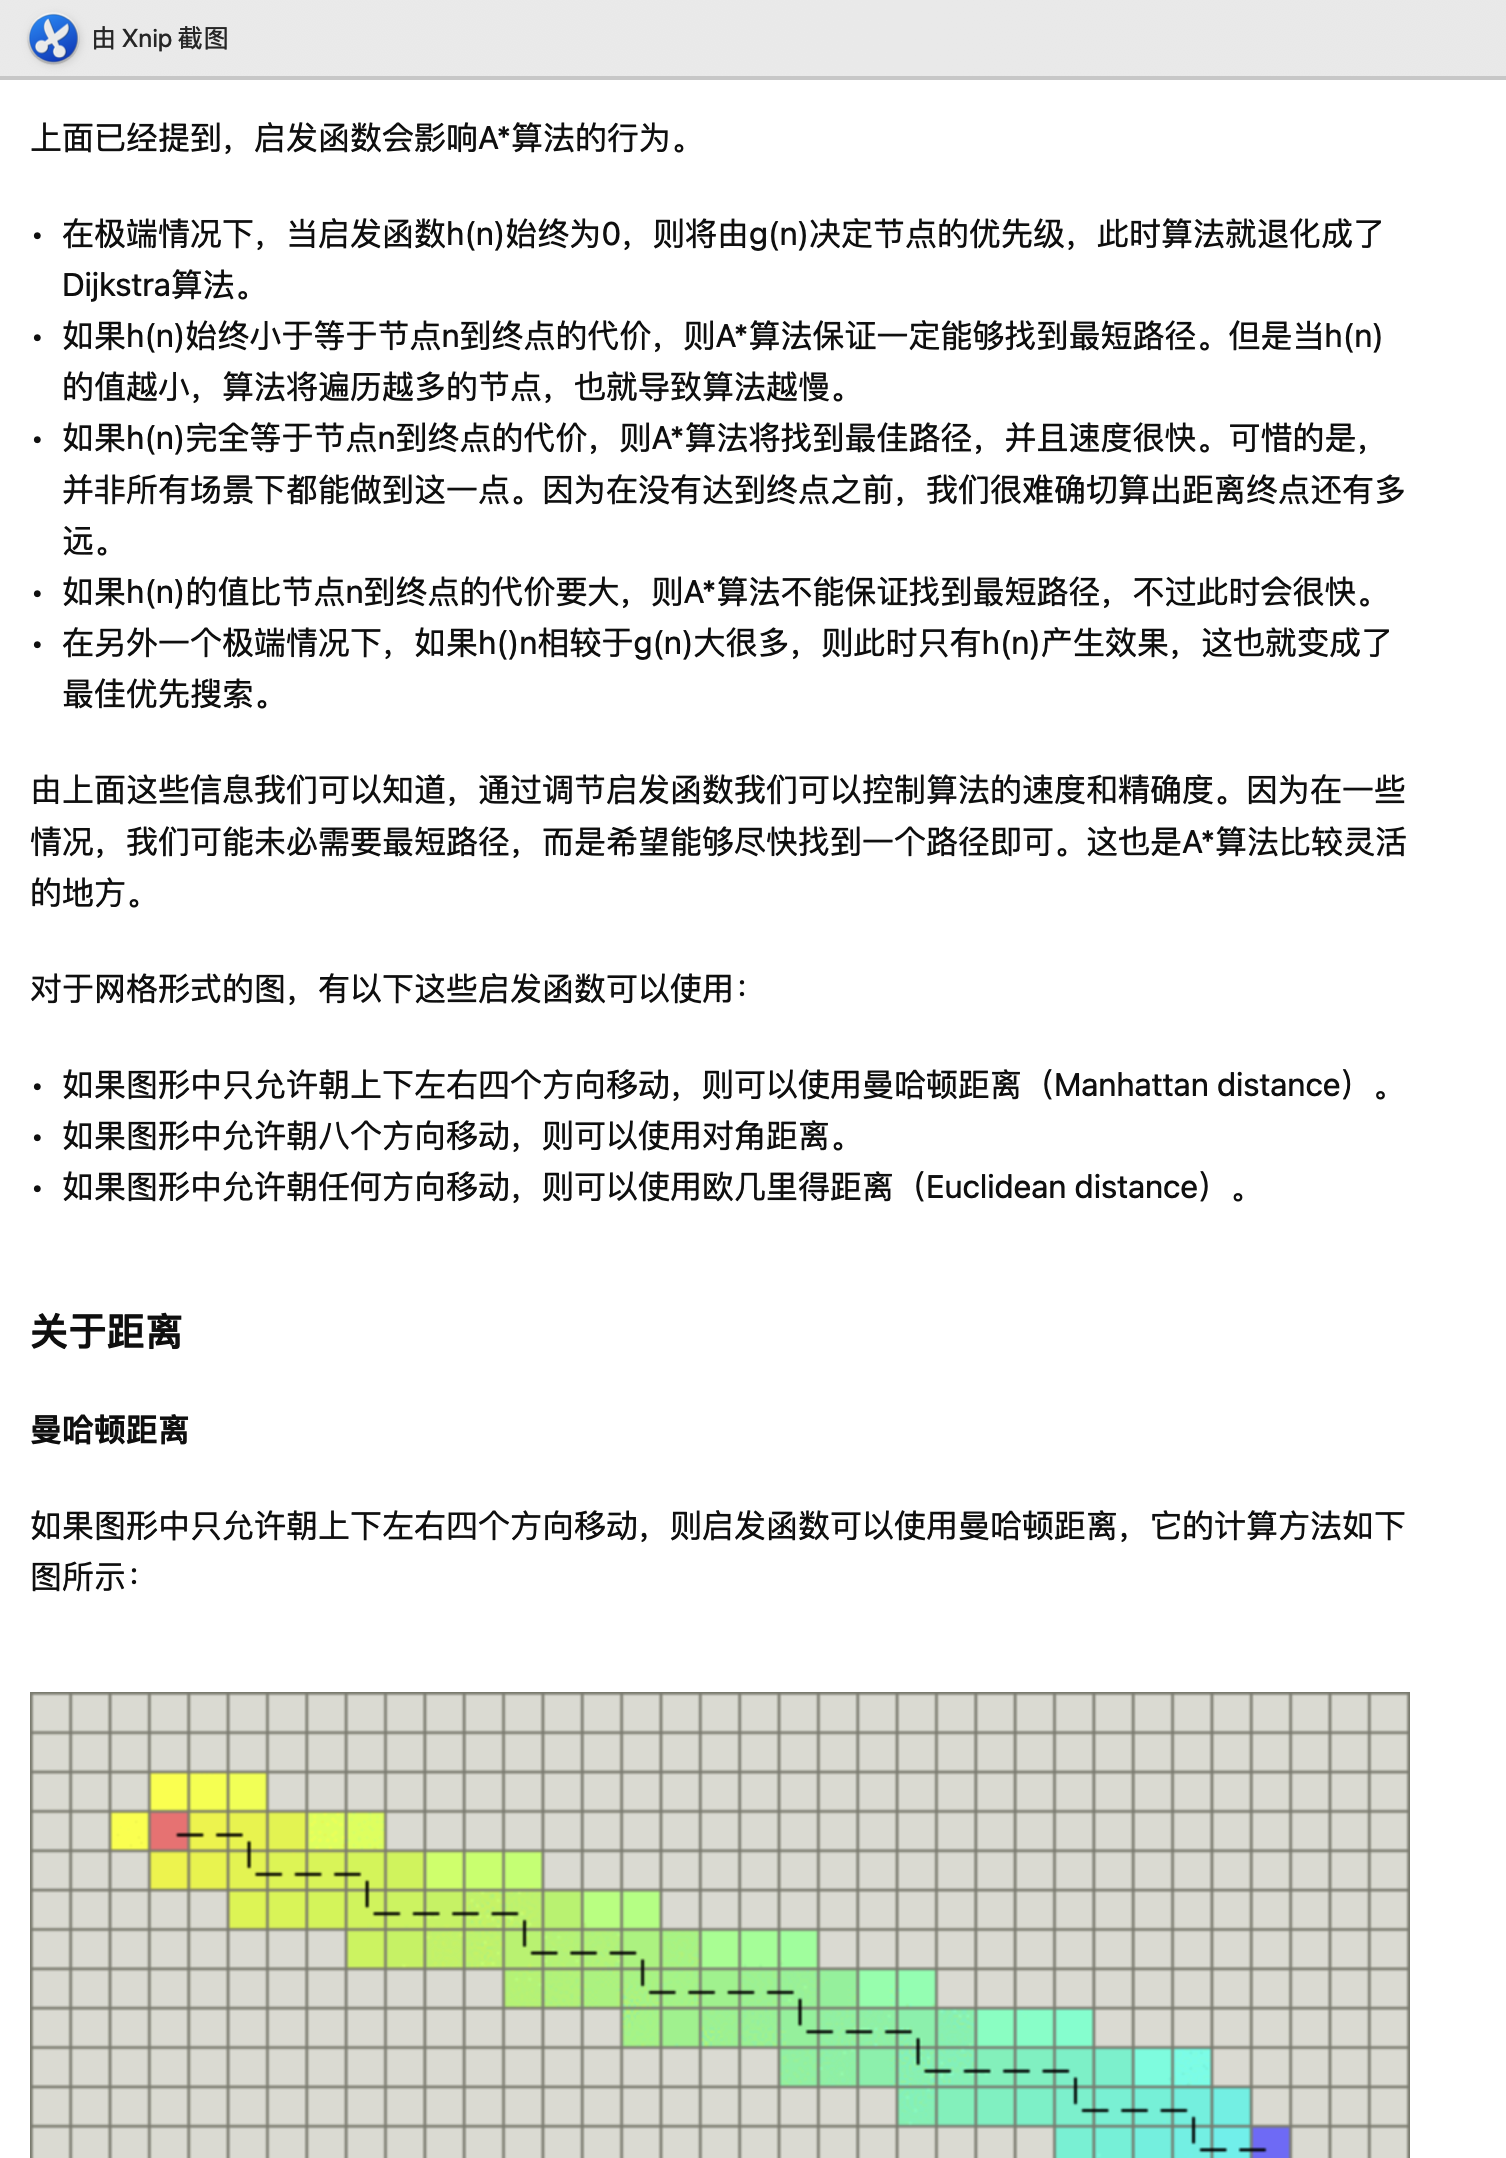 由 Xnip 截图
上面已经提到，启发函数会影响A*算法的行为。
• 在极端情况下，当启发函数h(n)始终为0，则将由g(n)决定节点的优先级，此时算法就退化成了
Dijkstra算法。
• 如果h(n)始终小于等于节点n到终点的代价，则A*算法保证一定能够找到最短路径。但是当h(n)
的值越小，算法将遍历越多的节点，也就导致算法越慢。
• 如果h(n)完全等于节点n到终点的代价，则A*算法将找到最佳路径，并且速度很快。可惜的是，
并非所有场景下都能做到这一点。因为在没有达到终点之前，我们很难确切算出距离终点还有多
远。
• 如果h(n)的值比节点n到终点的代价要大，则A*算法不能保证找到最短路径，不过此时会很快。
• 在另外一个极端情况下，如果h()n相较于g(n)大很多，则此时只有h(n)产生效果，这也就变成了
最佳优先搜索。
由上面这些信息我们可以知道，通过调节启发函数我们可以控制算法的速度和精确度。因为在一些
情况，我们可能未必需要最短路径，而是希望能够尽快找到一个路径即可。这也是A*算法比较灵活
的地方。
对于网格形式的图，有以下这些启发函数可以使用：
• 如果图形中只允许朝上下左右四个方向移动，则可以使用曼哈顿距离（Manhattan distance）。
• 如果图形中允许朝八个方向移动，则可以使用对角距离。
• 如果图形中允许朝任何方向移动，则可以使用欧几里得距离（Euclidean distance）。
关于距离
曼哈顿距离
如果图形中只允许朝上下左右四个方向移动，则启发函数可以使用曼哈顿距离，它的计算方法如下
图所示：